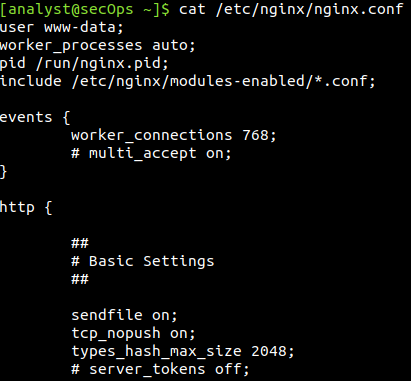 [analyst@secOps ~]$ cat /etc/nginx/nginx.conf
user www-data;
worker_processes auto;
pid /run/nginx.pid;
include /etc/nginx/modules-enabled/*.conf;

events {
        worker_connections 768;
        # multi_accept on;
}

http {

        ##
        # Basic Settings
        ##

        sendfile on;
        tcp_nopush on;
        types_hash_max_size 2048;
        # server_tokens off;